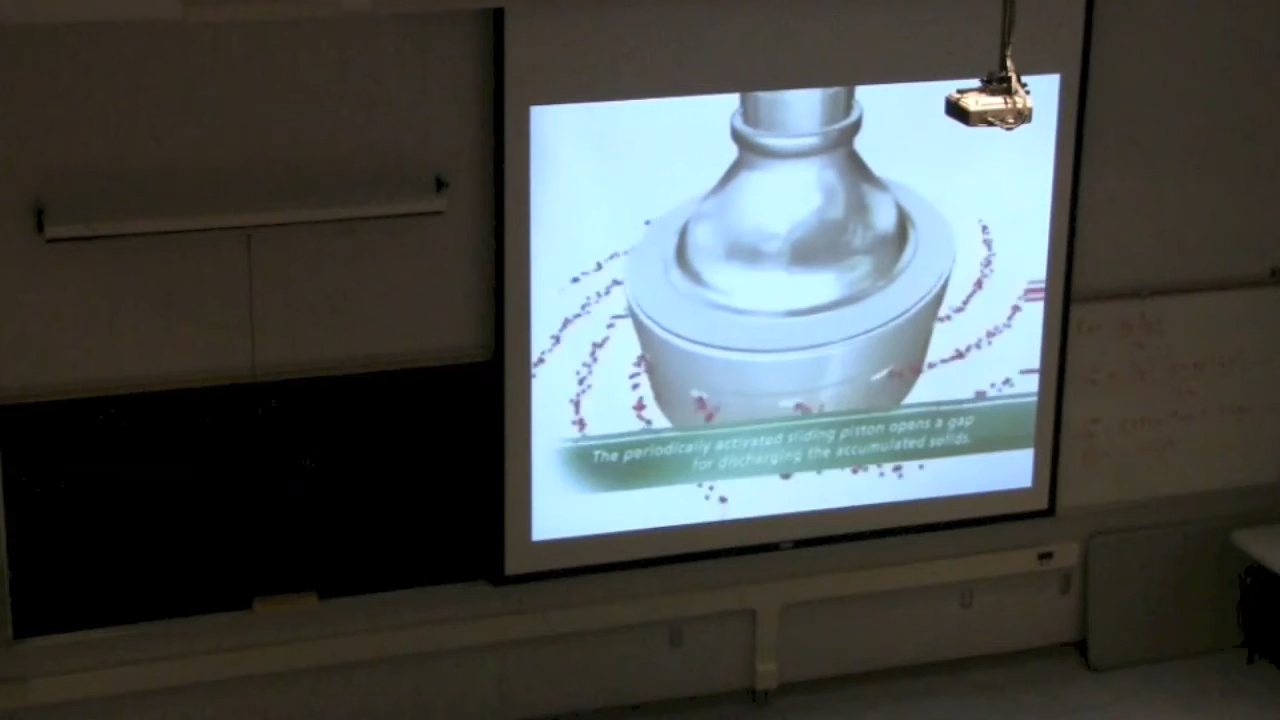 The periodically activated sliding piston opens a gap
for discharging the accumulated solids.